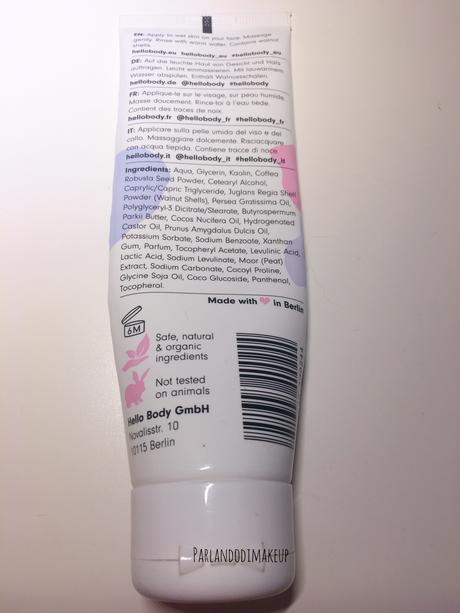 EN: Apply to wet skin on your face. Massage
gently. Rinse with warm water. Contains walnut
shells.
hellobody.eu hellobody_eu #hellobody_eu
DE: Auf die feuchte Haut von Gesicht und Hals
auftragen. Leicht einmassieren. Mit lauwarmem
Wasser abspülen. Enthält Walnusschalen.
hellobody.de @hellobody #hellobody
FR: Applique-le sur le visage, sur peau humide.
Masse doucement. Rince-toi à l'eau tiède.
Contient des traces de noix.
hellobody.fr @hellobody_fr #hellobody_fr
IT: Applicare sulla pelle umida del viso e del
collo. Massaggiare dolcemente. Risciacquare
con acqua tiepida. Contiene tracce di noce.
hellobody.it @hellobody_it #hellobody_it
Ingredients: Aqua, Glycerin, Kaolin, Coffea
Robusta Seed Powder, Cetearyl Alcohol,
Caprylic/Capric Triglyceride, Juglans Regia Shell
Powder (Walnut Shells), Persea Gratissima Oil,
Polyglyceryl-3 Dicitrate/Stearate, Butyrospermum
Parkii Butter, Cocos Nucifera Oil, Hydrogenated
Castor Oil, Prunus Amygdalus Dulcis Oil,
Potassium Sorbate, Sodium Benzoate, Xanthan
Gum, Parfum, Tocopheryl Acetate, Levulinic Acid,
Lactic Acid, Sodium Levulinate, Moor (Peat)
Extract, Sodium Carbonate, Cocoyl Proline,
Glycine Soja Oil, Coco Glucoside, Panthenol,
Tocopherol.
Made with ❤ in Berlin
6M
Safe, natural
& organic
ingredients
Not tested
on animals
Hello Body GmbH
Novalisstr. 10
10115 Berlin
Parlandodimakeup